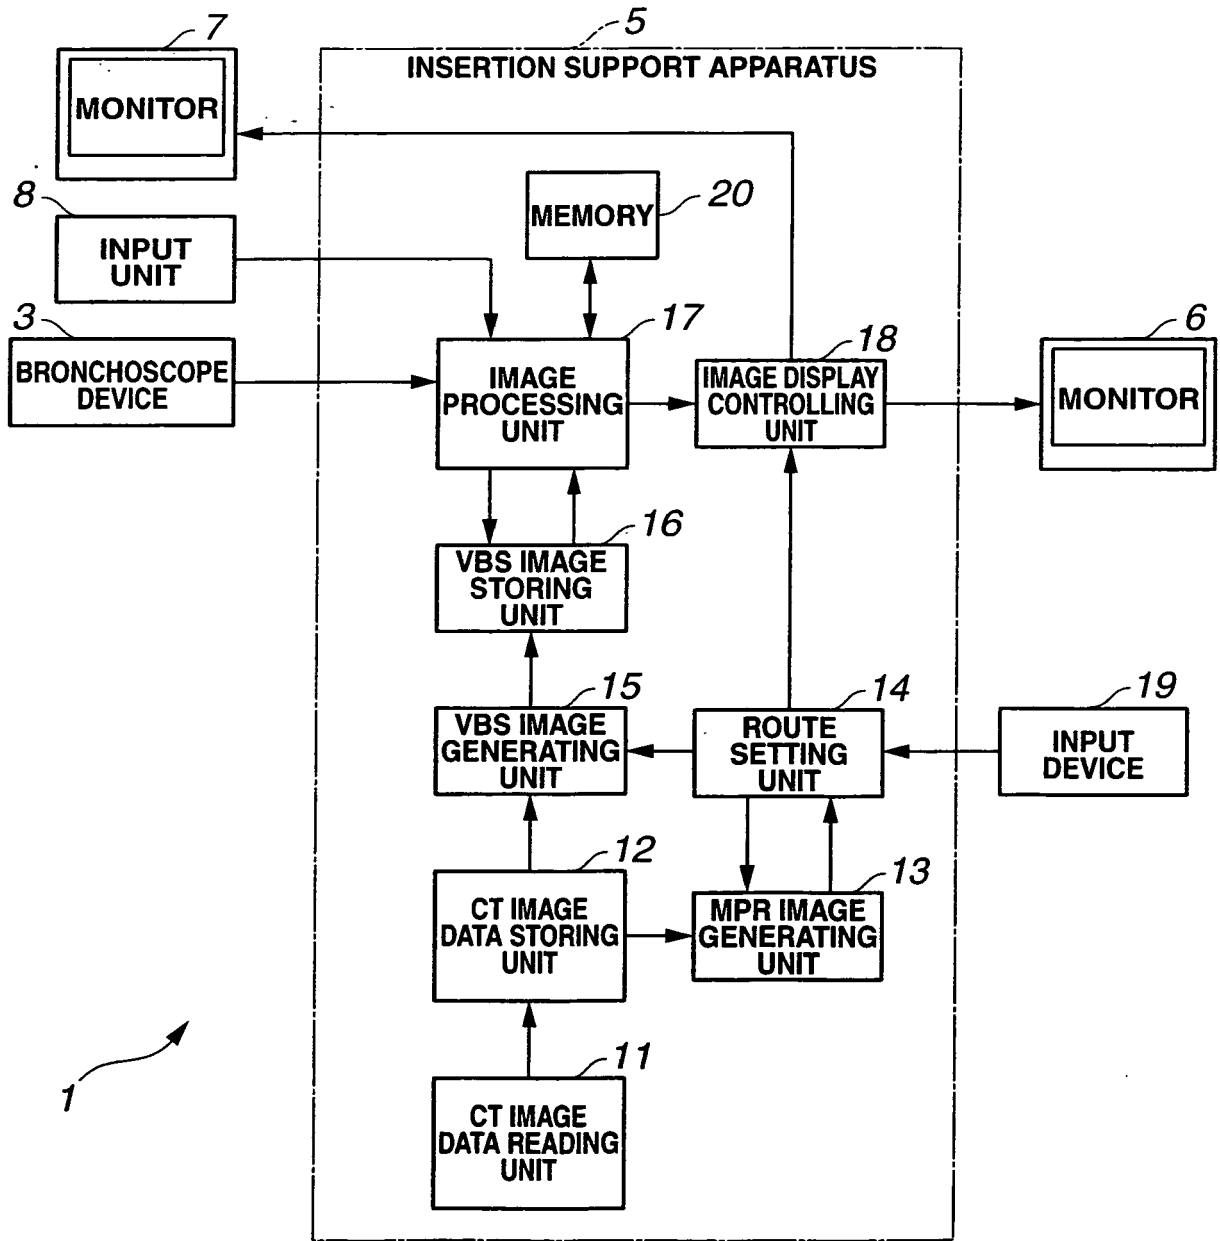 7
5
INSERTION SUPPORT APPARATUS
MONITOR
8
INPUT
UNIT
MEMORY
20
3
BRONCHOSCOPE
DEVICE
17
IMAGE
PROCESSING
UNIT
18
IMAGE DISPLAY
CONTROLLING
UNIT
6
MONITOR
16
VBS IMAGE
STORING
UNIT
15
VBS IMAGE
GENERATING
UNIT
14
ROUTE
SETTING
UNIT
19
INPUT
DEVICE
12
CT IMAGE
DATA STORING
UNIT
13
MPR IMAGE
GENERATING
UNIT
1
11
CT IMAGE
DATA READING
UNIT